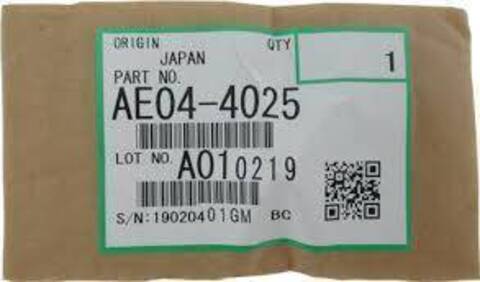 ORIGIN QTY
JAPAN 1
PART NO.
AE04-4025
LOT NO. A010219
S/N:19020401GM BC